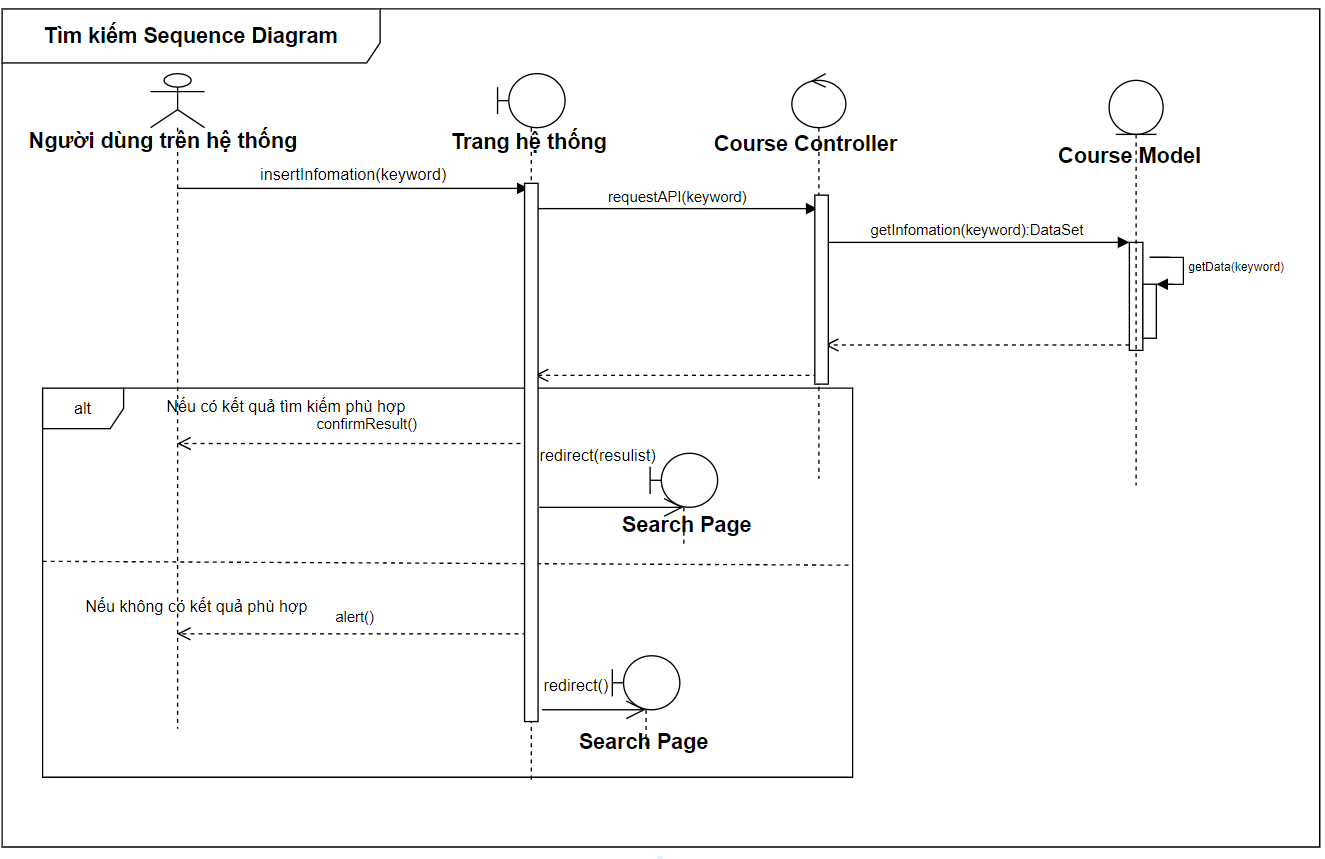 Tìm kiếm Sequence Diagram
Người dùng trên hệ thống
Trang hệ thống
Course Controller
Course Model
insertInfomation(keyword)
requestAPI(keyword)
getInfomation(keyword):DataSet
getData(keyword)
alt
Nếu có kết quả tìm kiếm phù hợp
confirmResult()
redirect(resulist)
Search Page
Nếu không có kết quả phù hợp
alert()
redirect()
Search Page